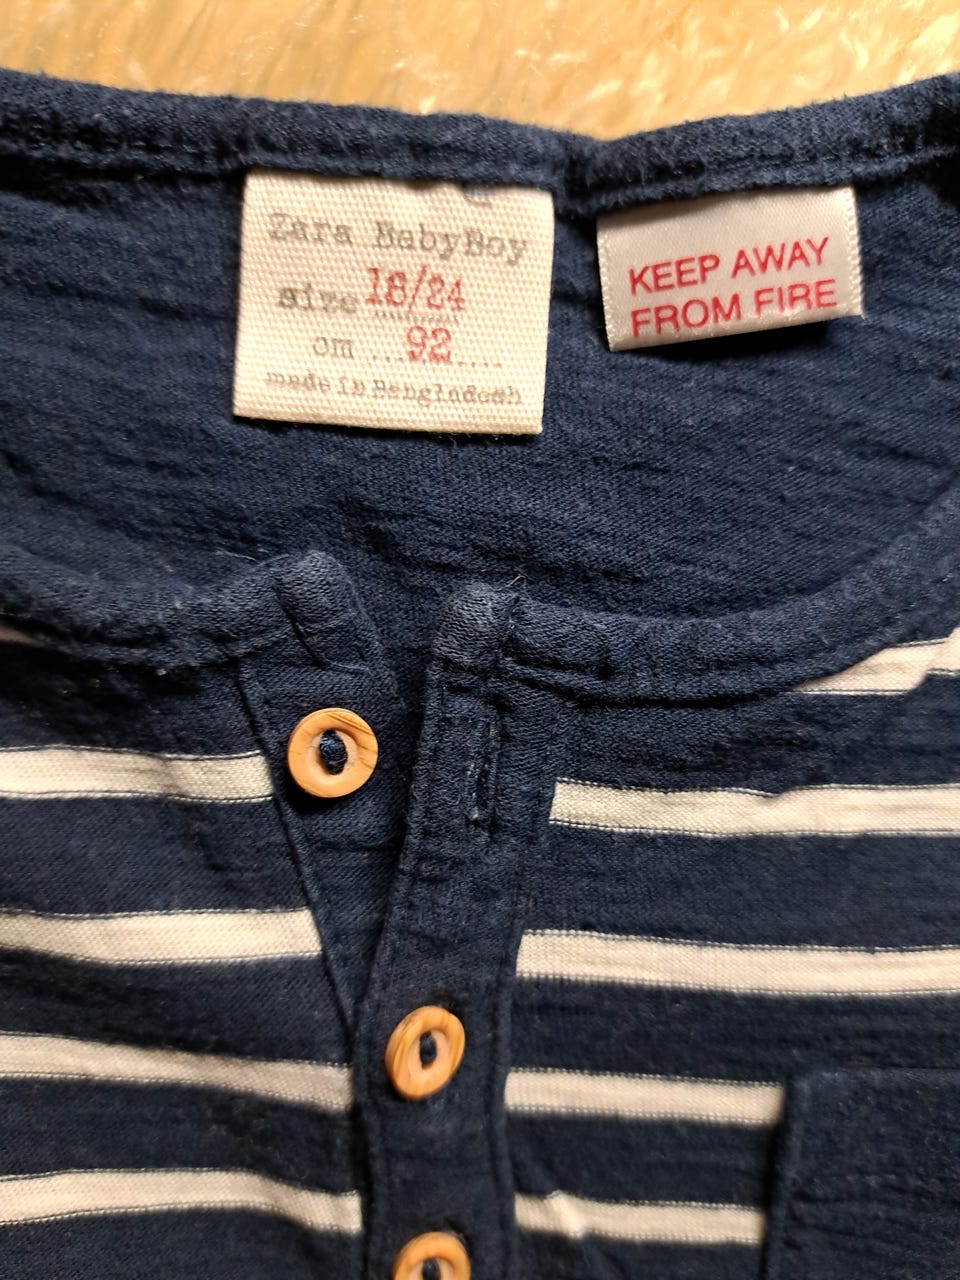 Zara BabyBoy
size 18/24
cm ...92....
made in Bangladesh
KEEP AWAY
FROM FIRE